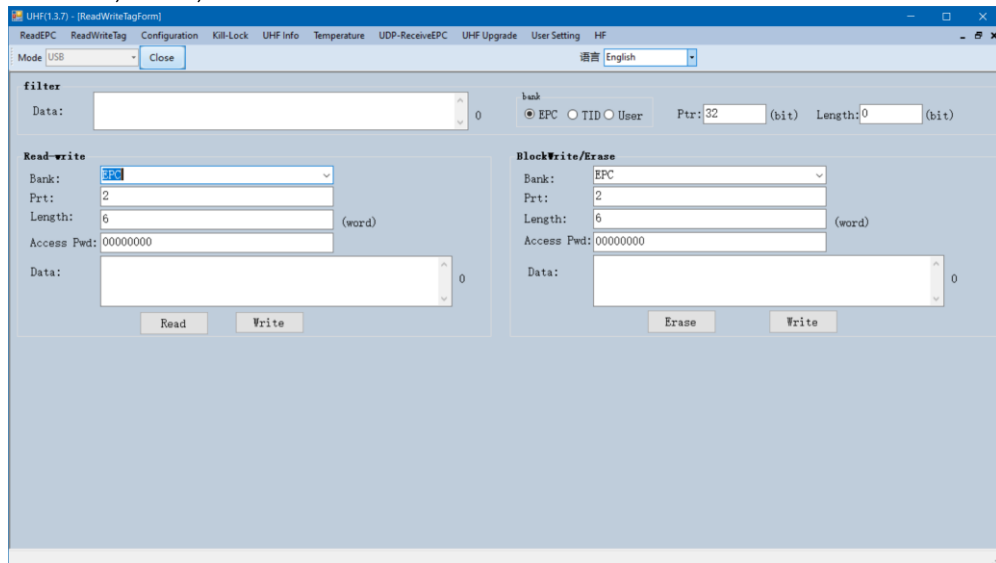 UHF(1.3.7) - [ReadWriteTagForm]
ReadEPC ReadWriteTag Configuration Kill-Lock UHF Info Temperature UDP-ReceiveEPC UHF Upgrade User Setting HF
Mode USB Close 语言 English
filter
Data: 0
bank
EPC TID User Ptr: 32 (bit) Length: 0 (bit)
Read-write
Bank: EPC
Prt: 2
Length: 6 (word)
Access Pwd: 00000000
Data: 0
Read Write
BlockWrite/Erase
Bank: EPC
Prt: 2
Length: 6 (word)
Access Pwd: 00000000
Data: 0
Erase Write